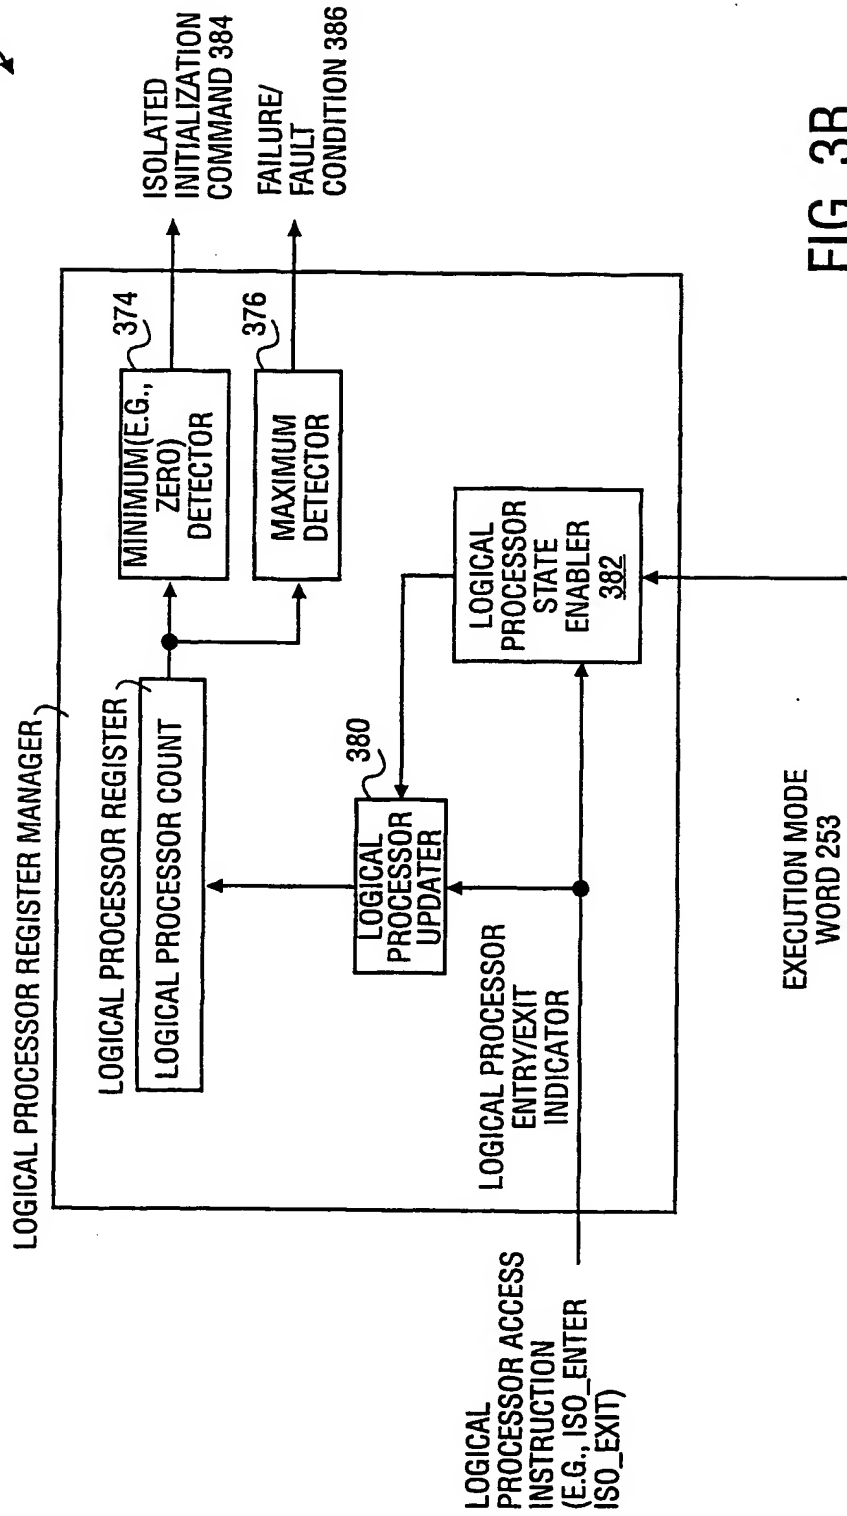 LOGICAL PROCESSOR REGISTER MANAGER
LOGICAL PROCESSOR REGISTER
LOGICAL PROCESSOR COUNT
MINIMUM(E.G.,
ZERO)
DETECTOR
374
ISOLATED
INITIALIZATION
COMMAND 384
MAXIMUM
DETECTOR
376
FAILURE/
FAULT
CONDITION 386
LOGICAL
PROCESSOR
UPDATER
380
LOGICAL
PROCESSOR
STATE
ENABLER
382
LOGICAL PROCESSOR
ENTRY/EXIT
INDICATOR
LOGICAL
PROCESSOR ACCESS
INSTRUCTION
(E.G., ISO_ENTER
ISO_EXIT)
EXECUTION MODE
WORD 253
FIG. 3B